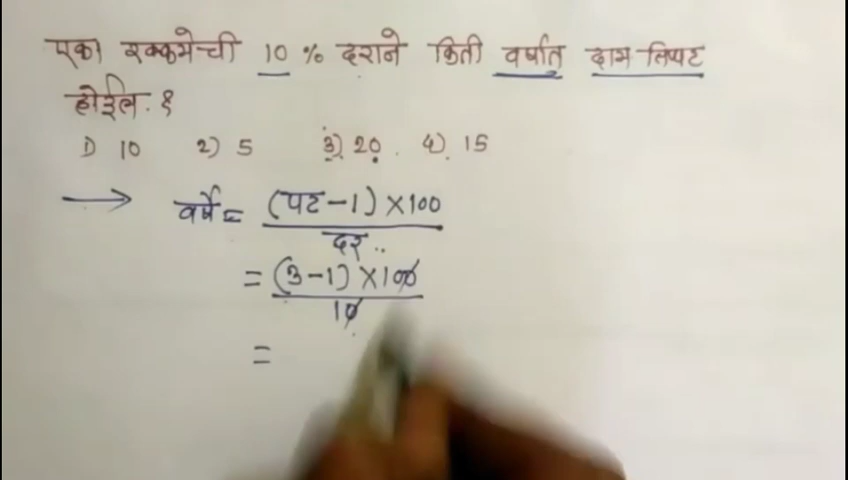 एका रक्कमेची 10 % दराने किती वर्षात दाम तिप्पट
होईल. ?
1) 10 2) 5 3) 20 . 4) 15
→ वर्षे = (पट - 1) × 100
दर
= (3 - 1) × 100
10
=